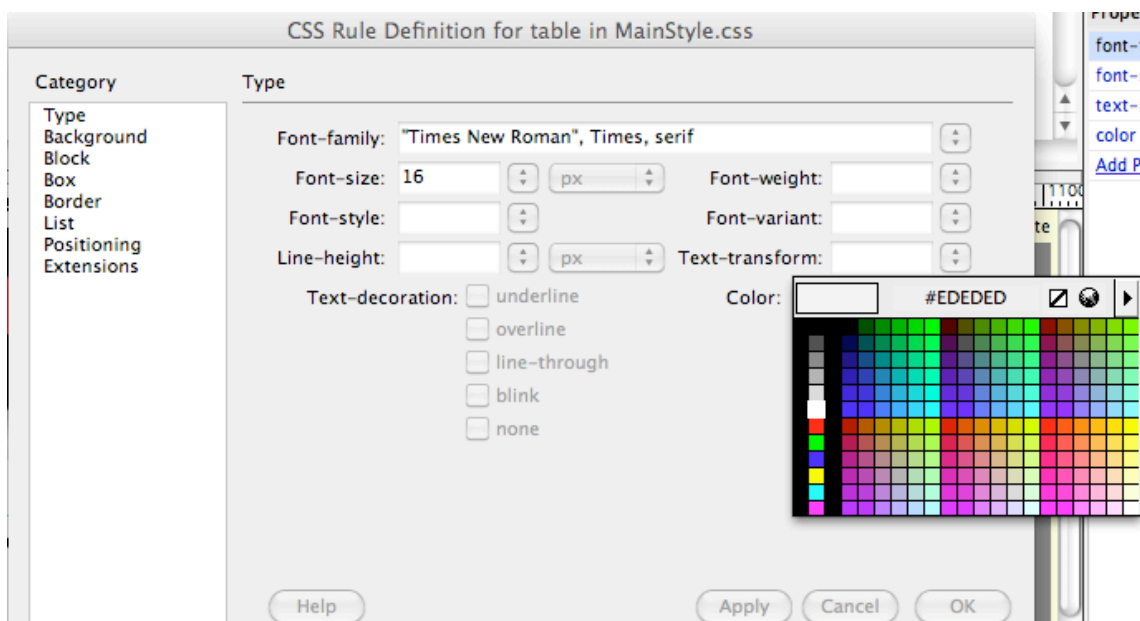 CSS Rule Definition for table in MainStyle.css
Category
Type
Background
Block
Box
Border
List
Positioning
Extensions
Type
Font-family: "Times New Roman", Times, serif
Font-size: 16 px Font-weight:
Font-style: Font-variant:
Line-height: px Text-transform:
Text-decoration: underline Color: #EDEDED
overline
line-through
blink
none
Help Apply Cancel OK
font-
font-
text-
color
Add P
1100
te